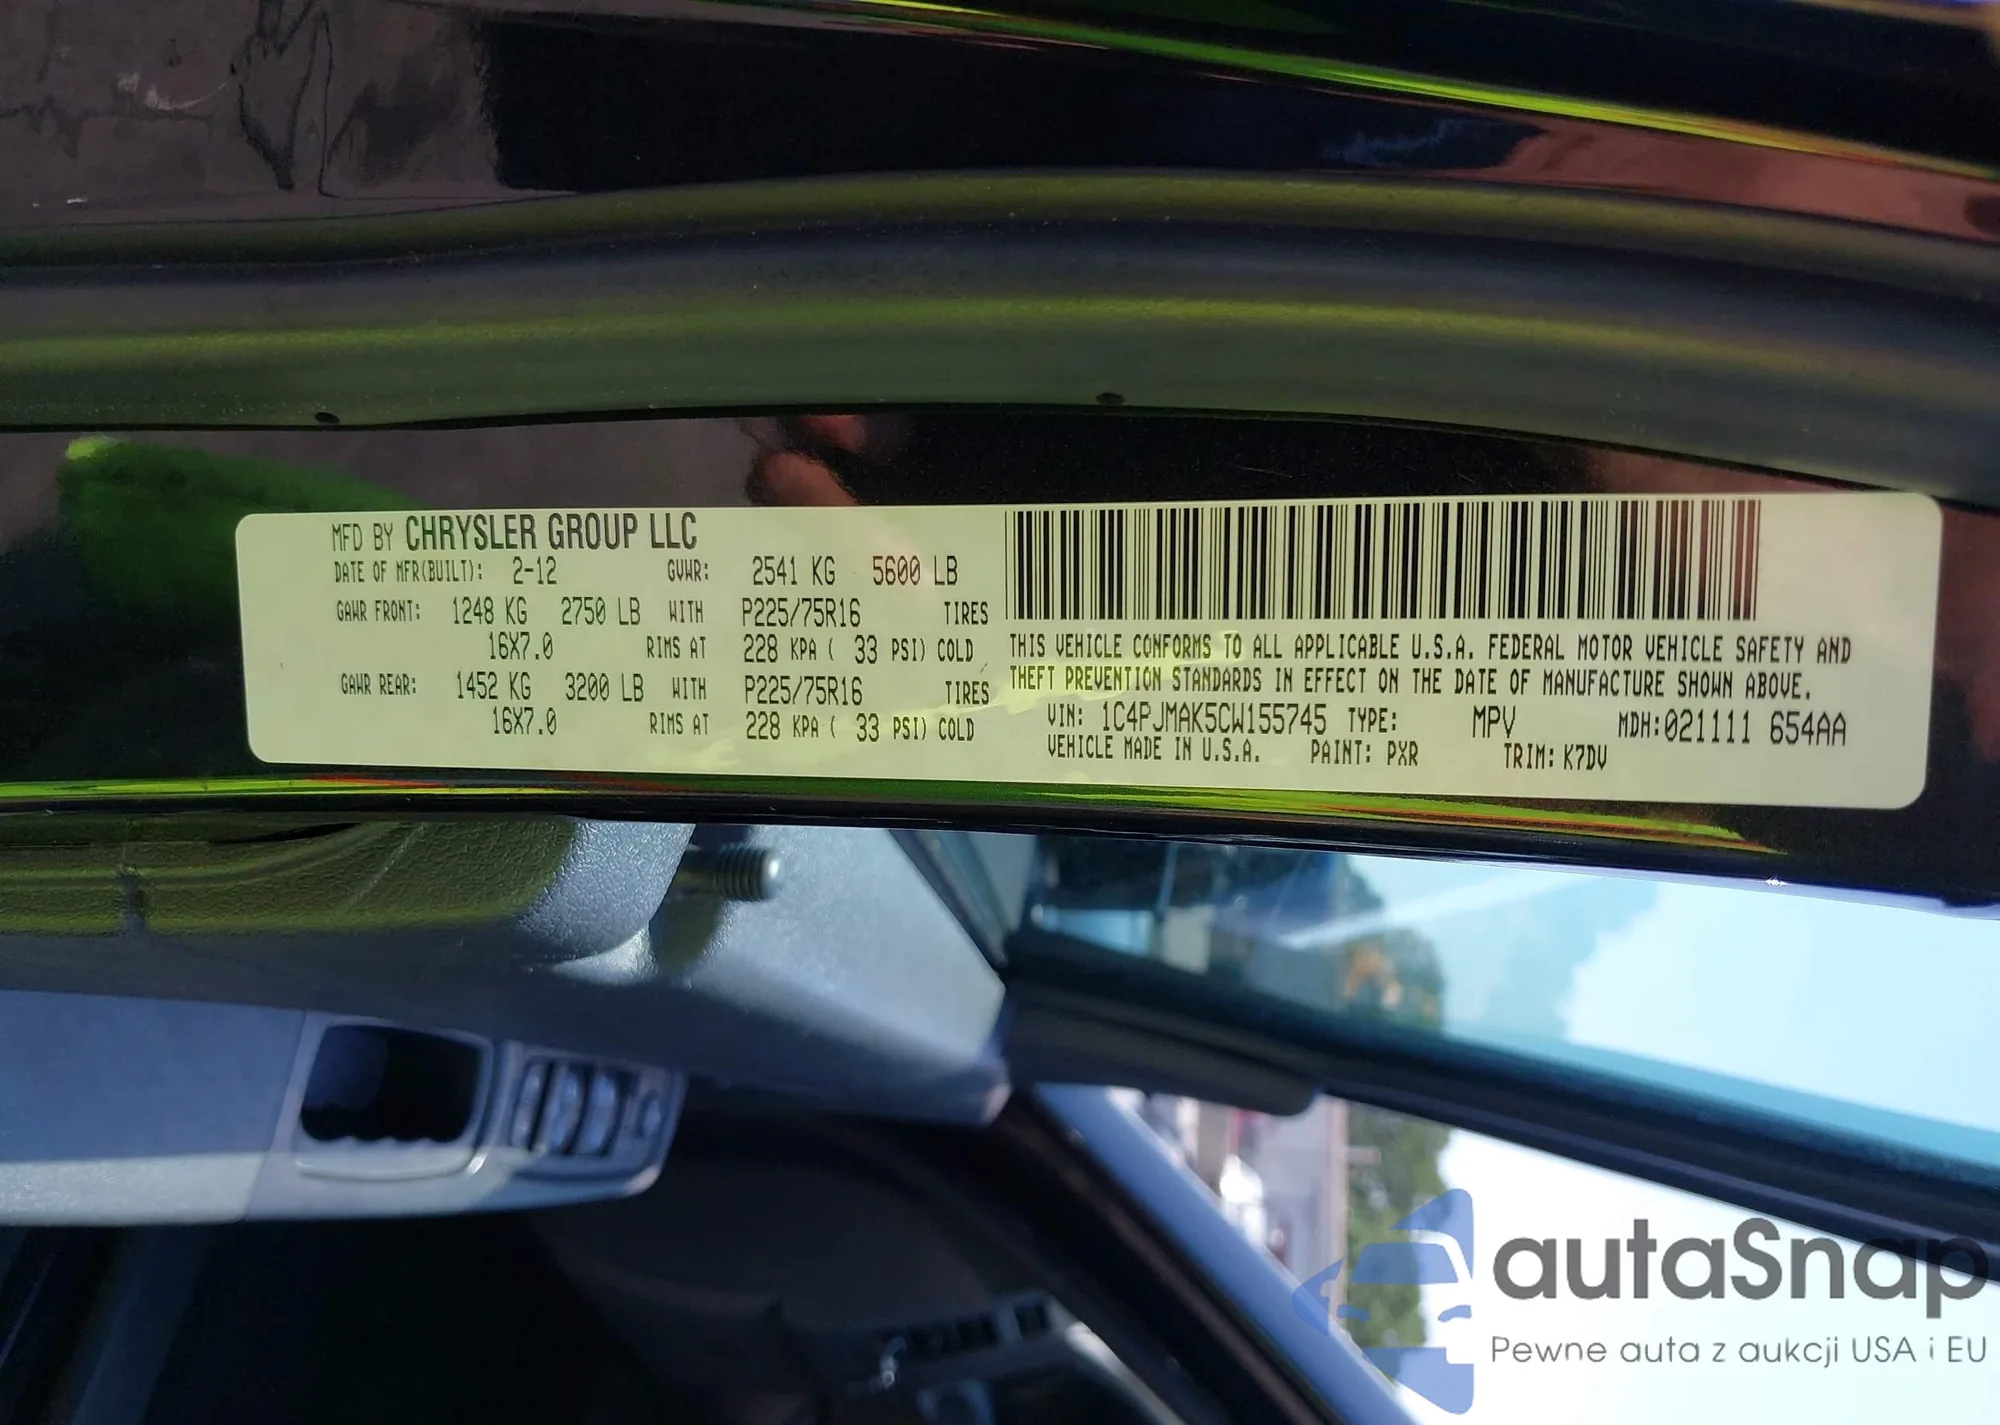 MFD BY CHRYSLER GROUP LLC
DATE OF MFR(BUILT): 2-12 GVWR: 2541 KG 5600 LB
GAWR FRONT: 1248 KG 2750 LB WITH P225/75R16 TIRES
16X7.0 RIMS AT 228 KPA ( 33 PSI) COLD
GAWR REAR: 1452 KG 3200 LB WITH P225/75R16 TIRES
16X7.0 RIMS AT 228 KPA ( 33 PSI) COLD
THIS VEHICLE CONFORMS TO ALL APPLICABLE U.S.A. FEDERAL MOTOR VEHICLE SAFETY AND
THEFT PREVENTION STANDARDS IN EFFECT ON THE DATE OF MANUFACTURE SHOWN ABOVE.
VIN: 1C4PJMAK5CW155745 TYPE: MPV MDH:021111 654AA
VEHICLE MADE IN U.S.A. PAINT: PXR TRIM: K7DV
autaSnap
Pewne auta z aukcji USA i EU